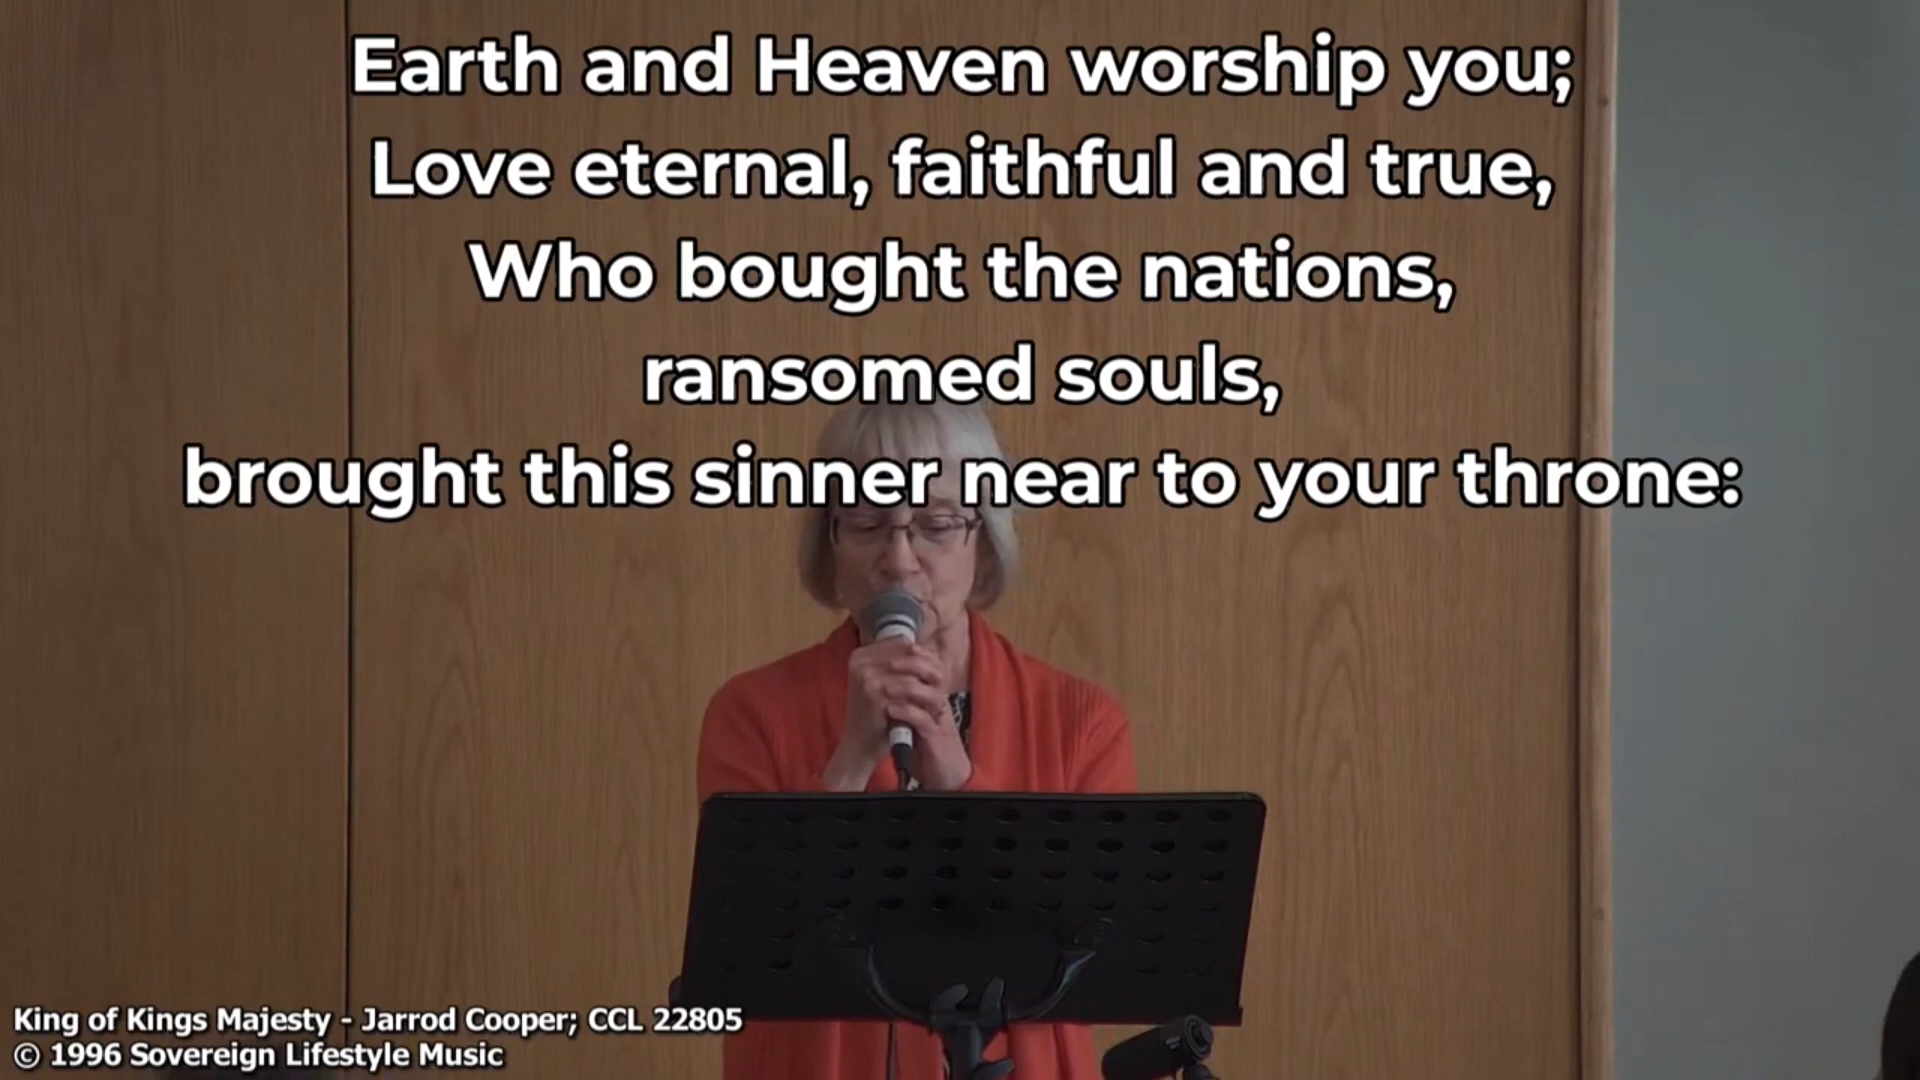 Earth and Heaven worship you;
Love eternal, faithful and true,
Who bought the nations,
ransomed souls,
brought this sinner near to your throne:
King of Kings Majesty - Jarrod Cooper; CCL 22805
© 1996 Sovereign Lifestyle Music